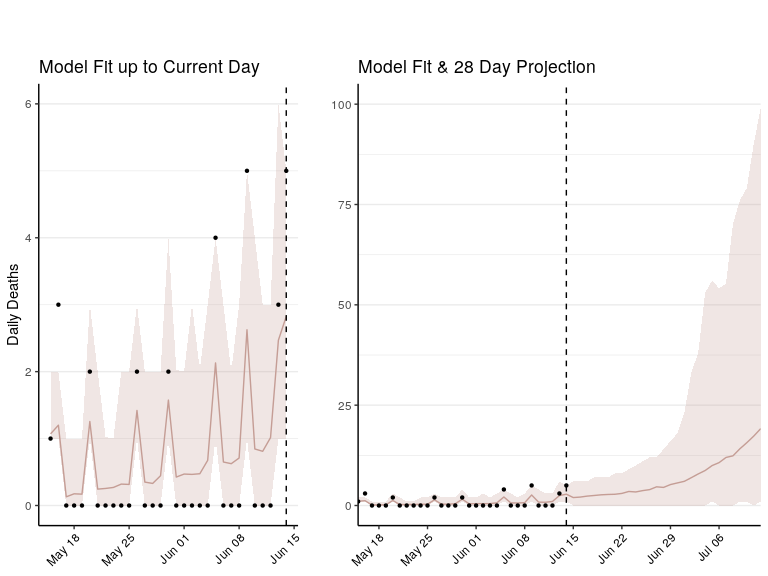 Model Fit up to Current Day
Daily Deaths
6
4
2
0
May 18
May 25
Jun 01
Jun 08
Jun 15
Model Fit & 28 Day Projection
100
75
50
25
0
May 18
May 25
Jun 01
Jun 08
Jun 15
Jun 22
Jun 29
Jul 06